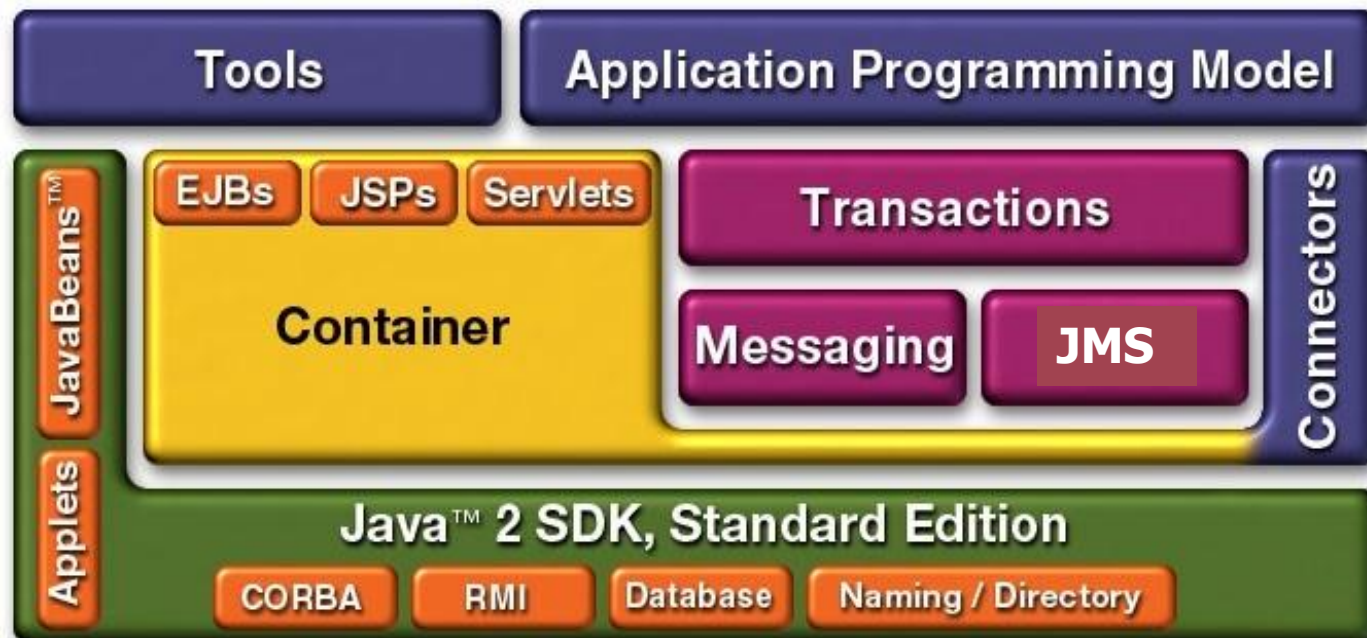 Tools
Application Programming Model
JavaBeans™
EJBs
JSPs
Servlets
Container
Transactions
Messaging
JMS
Connectors
Applets
Java™ 2 SDK, Standard Edition
CORBA
RMI
Database
Naming / Directory